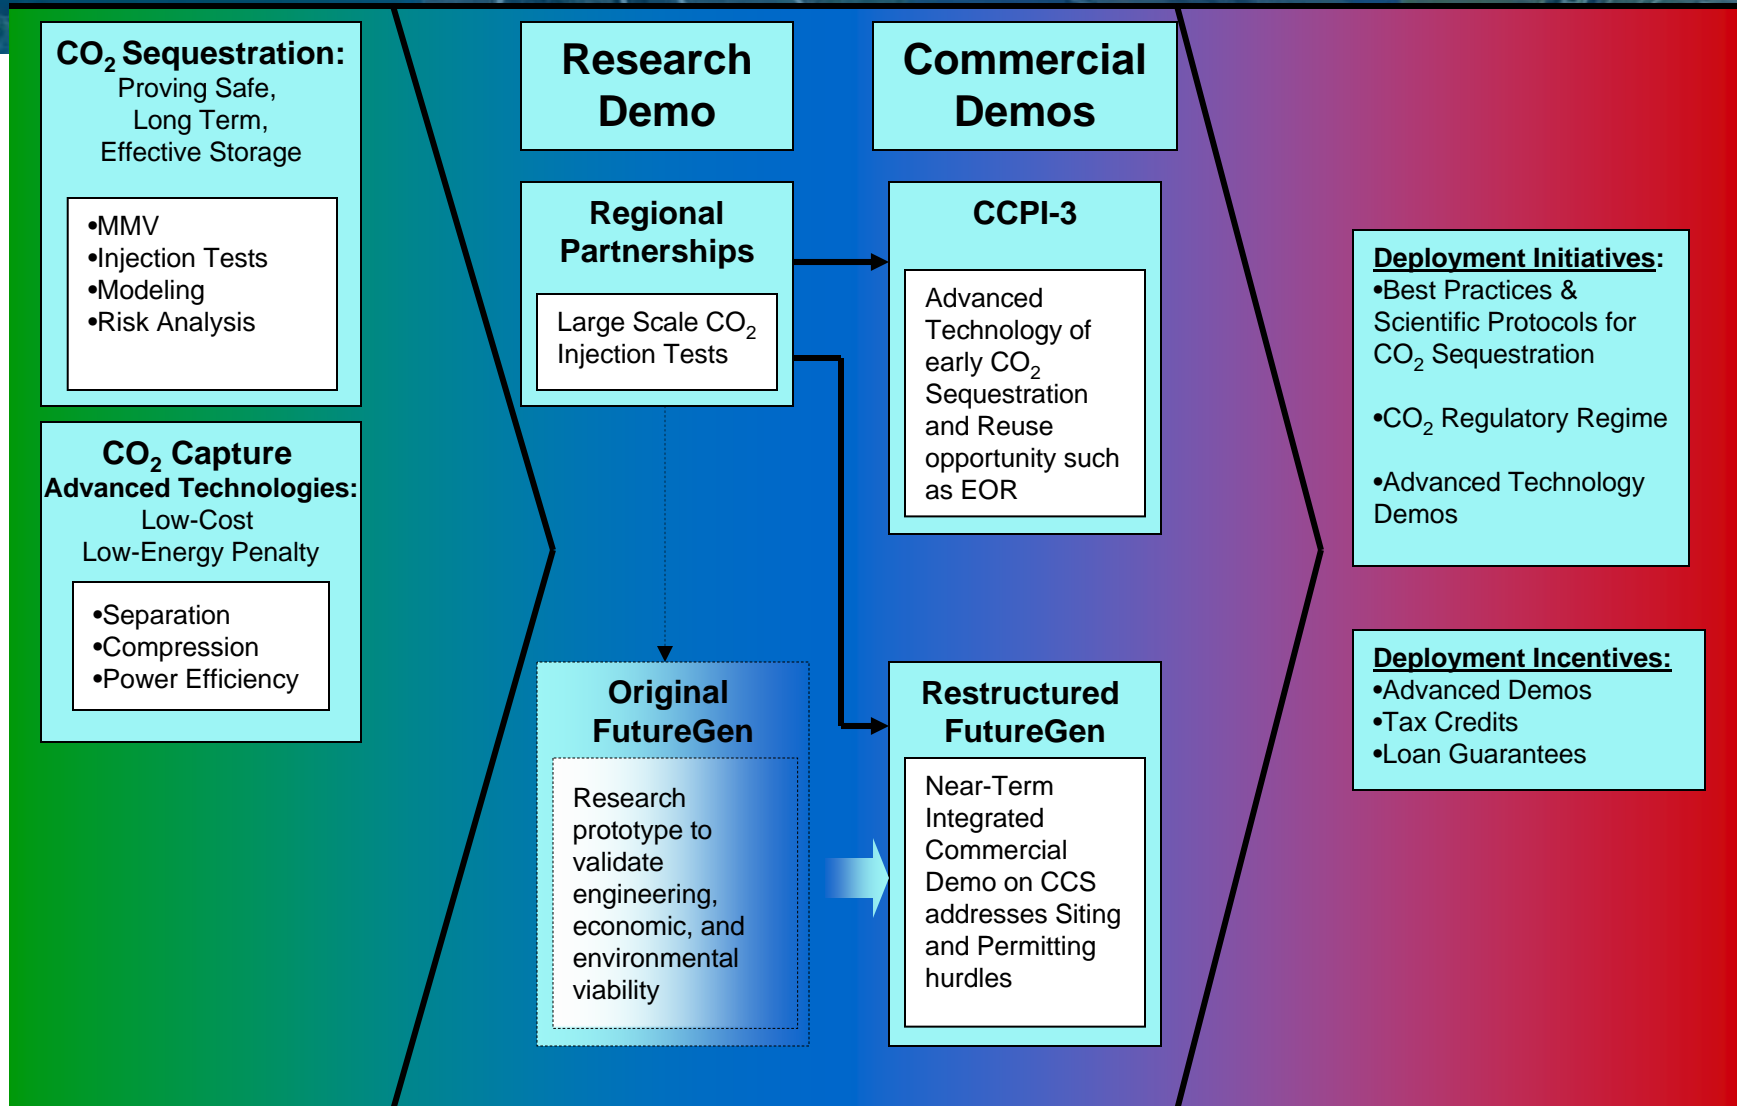 CO2 Sequestration:
Proving Safe,
Long Term,
Effective Storage
•MMV
•Injection Tests
•Modeling
•Risk Analysis
CO2 Capture
Advanced Technologies:
Low-Cost
Low-Energy Penalty
•Separation
•Compression
•Power Efficiency
Research
Demo
Regional
Partnerships
Large Scale CO2
Injection Tests
Original
FutureGen
Research
prototype to
validate
engineering,
economic, and
environmental
viability
Commercial
Demos
CCPI-3
Advanced
Technology of
early CO2
Sequestration
and Reuse
opportunity such
as EOR
Restructured
FutureGen
Near-Term
Integrated
Commercial
Demo on CCS
addresses Siting
and Permitting
hurdles
Deployment Initiatives:
•Best Practices &
Scientific Protocols for
CO2 Sequestration
•CO2 Regulatory Regime
•Advanced Technology
Demos
Deployment Incentives:
•Advanced Demos
•Tax Credits
•Loan Guarantees